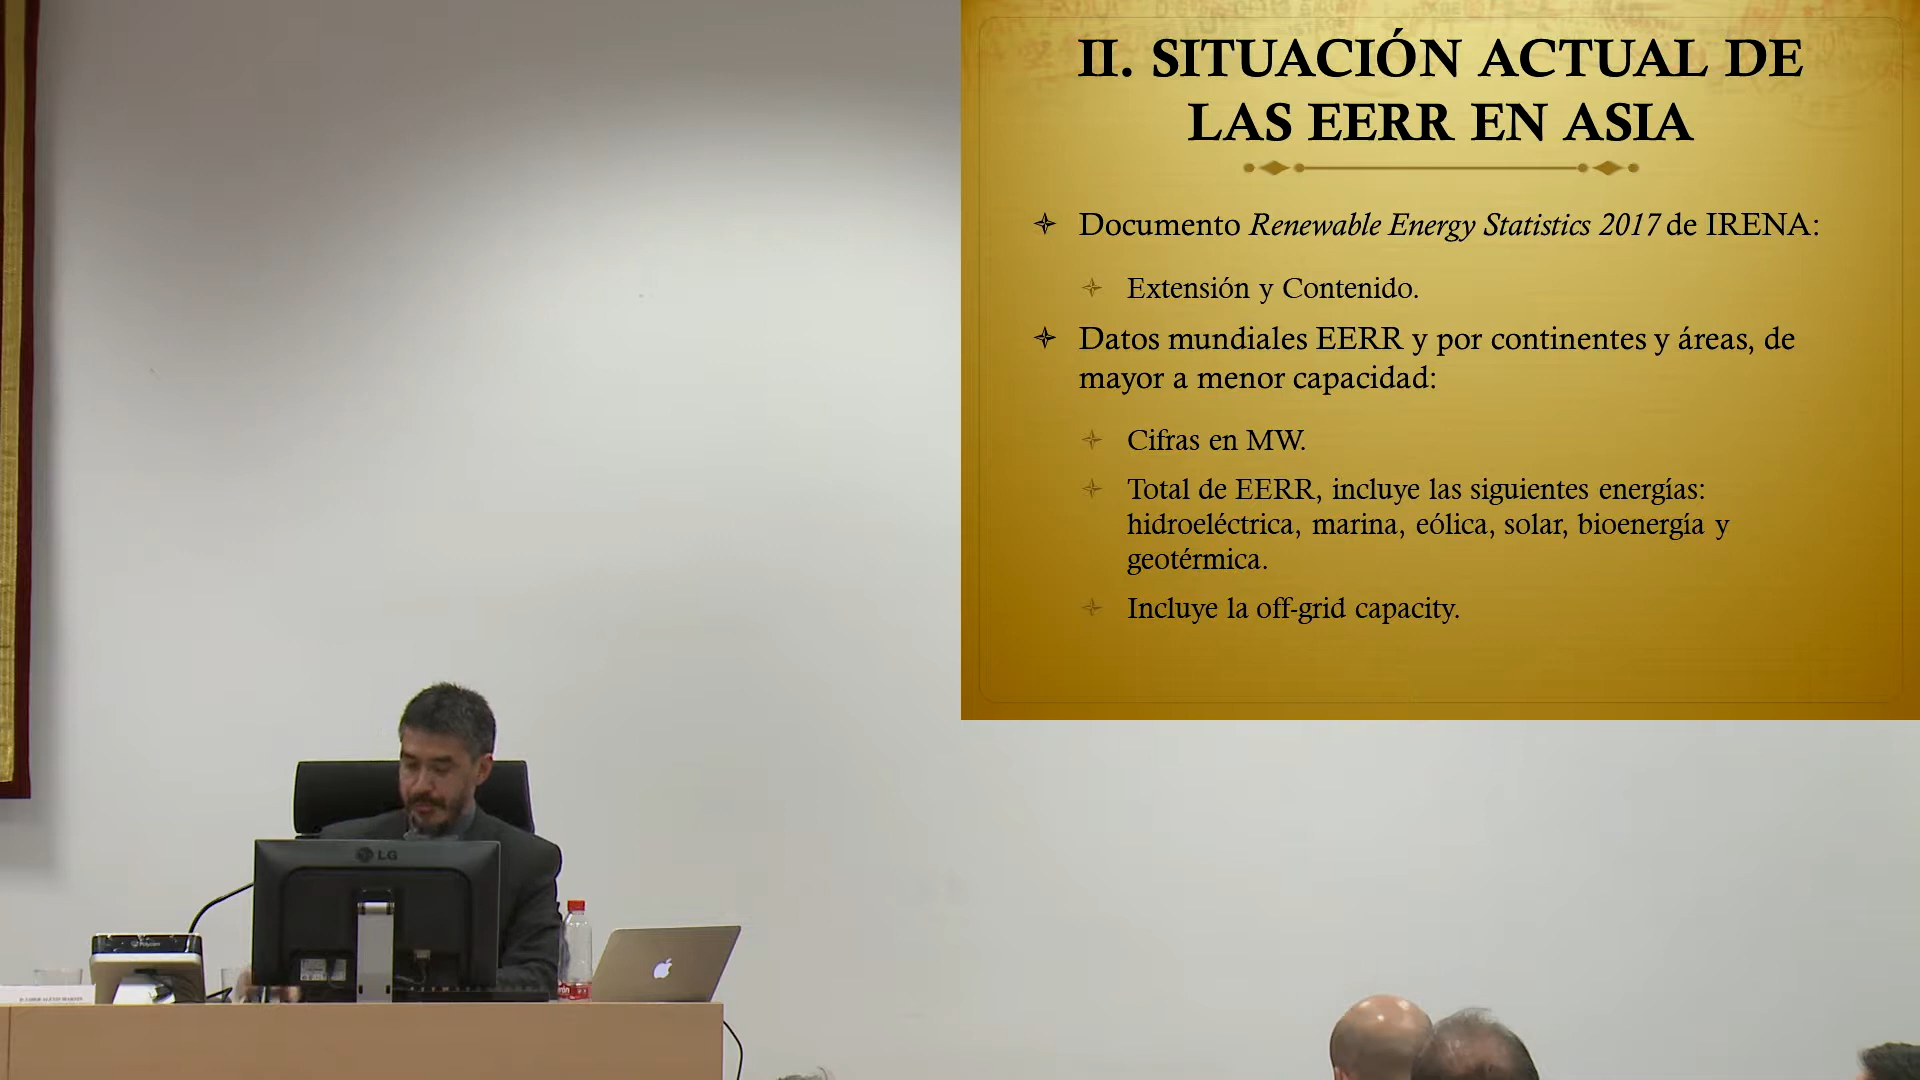 II. SITUACIÓN ACTUAL DE
LAS EERR EN ASIA
Documento Renewable Energy Statistics 2017 de IRENA:
Extensión y Contenido.
Datos mundiales EERR y por continentes y áreas, de
mayor a menor capacidad:
Cifras en MW.
Total de EERR, incluye las siguientes energías:
hidroeléctrica, marina, eólica, solar, bioenergía y
geotérmica.
Incluye la off-grid capacity.
LG